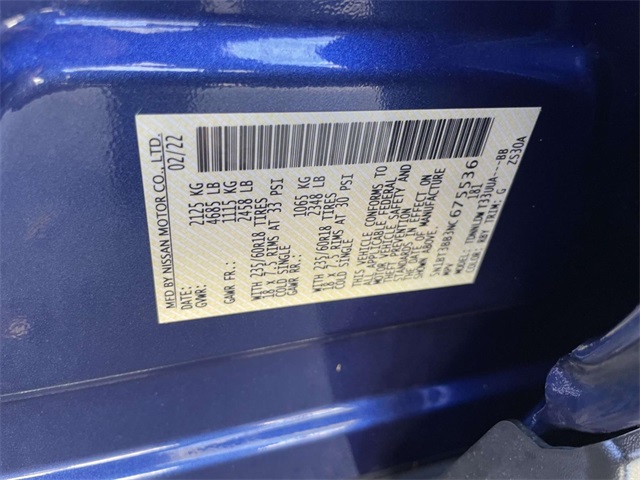 MFD BY NISSAN MOTOR CO., LTD.
DATE: 02/22
GVWR: 2125 KG
4685 LB
GAWR FR.: 1115 KG
2458 LB
WITH 235/60R18 TIRES
18 X 7.5 RIMS AT 33 PSI
COLD SINGLE
GAWR RR.: 1065 KG
2348 LB
WITH 235/60R18 TIRES
18 X 7.5 RIMS AT 30 PSI
COLD SINGLE
THIS VEHICLE CONFORMS TO
ALL APPLICABLE FEDERAL
MOTOR VEHICLE SAFETY AND
THEFT PREVENTION
STANDARDS IN EFFECT
ON THE DATE OF MANUFACTURE
SHOWN ABOVE.
675536
MPV 1381
MODEL:
COLOR: RBY TRIM: G ZS30A